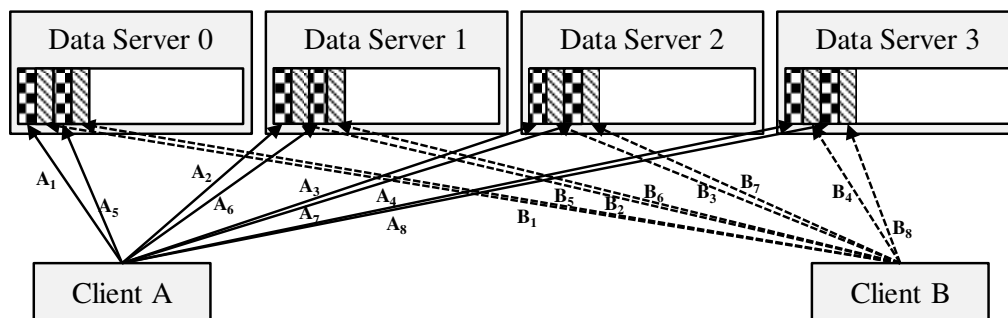 Data Server 0
Data Server 1
Data Server 2
Data Server 3
A1
A5
A2
A6
A3
A7
A4
A8
B1
B5
B2
B6
B3
B7
B4
B8
Client A
Client B